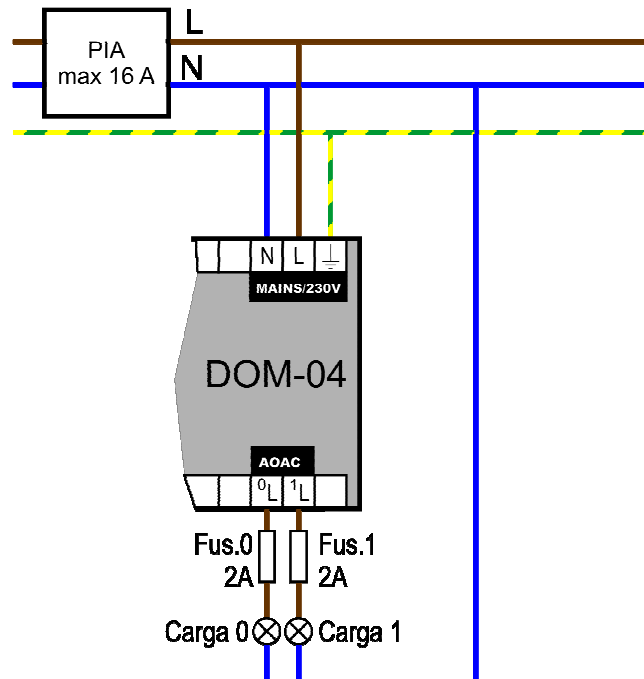 L
PIA
max 16 A
N
N L
MAINS/230V
DOM-04
AOAC
⁰L ¹L
Fus.0
2A
Fus.1
2A
Carga 0
Carga 1